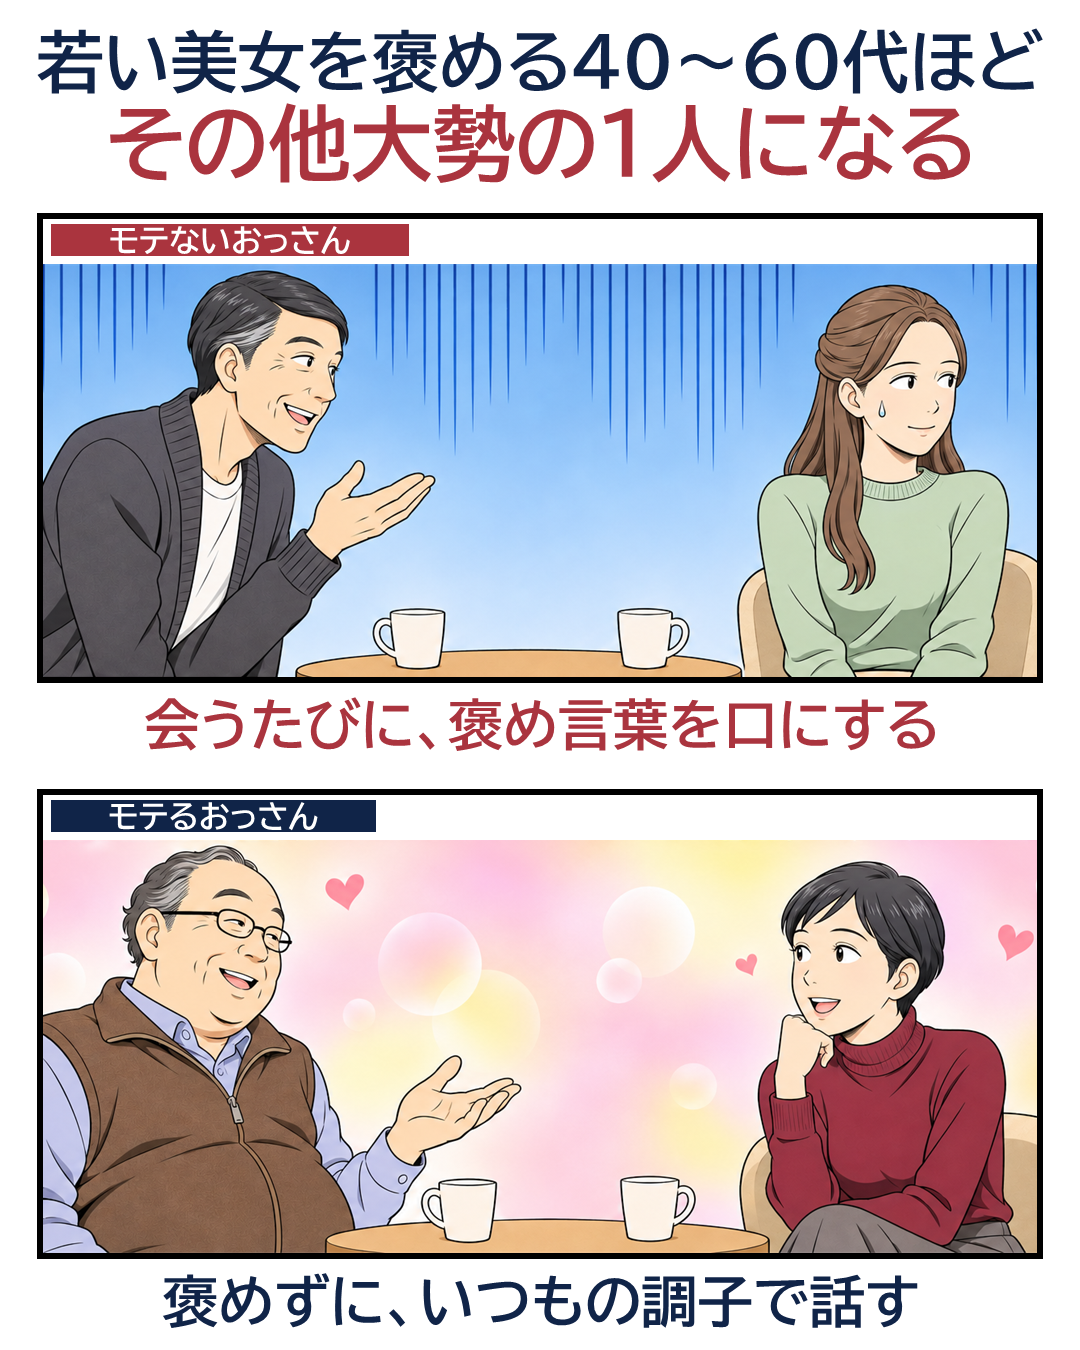 若い美女を褒める40～60代ほど
その他大勢の1人になる
モテないおっさん
会うたびに、褒め言葉を口にする
モテるおっさん
褒めずに、いつもの調子で話す